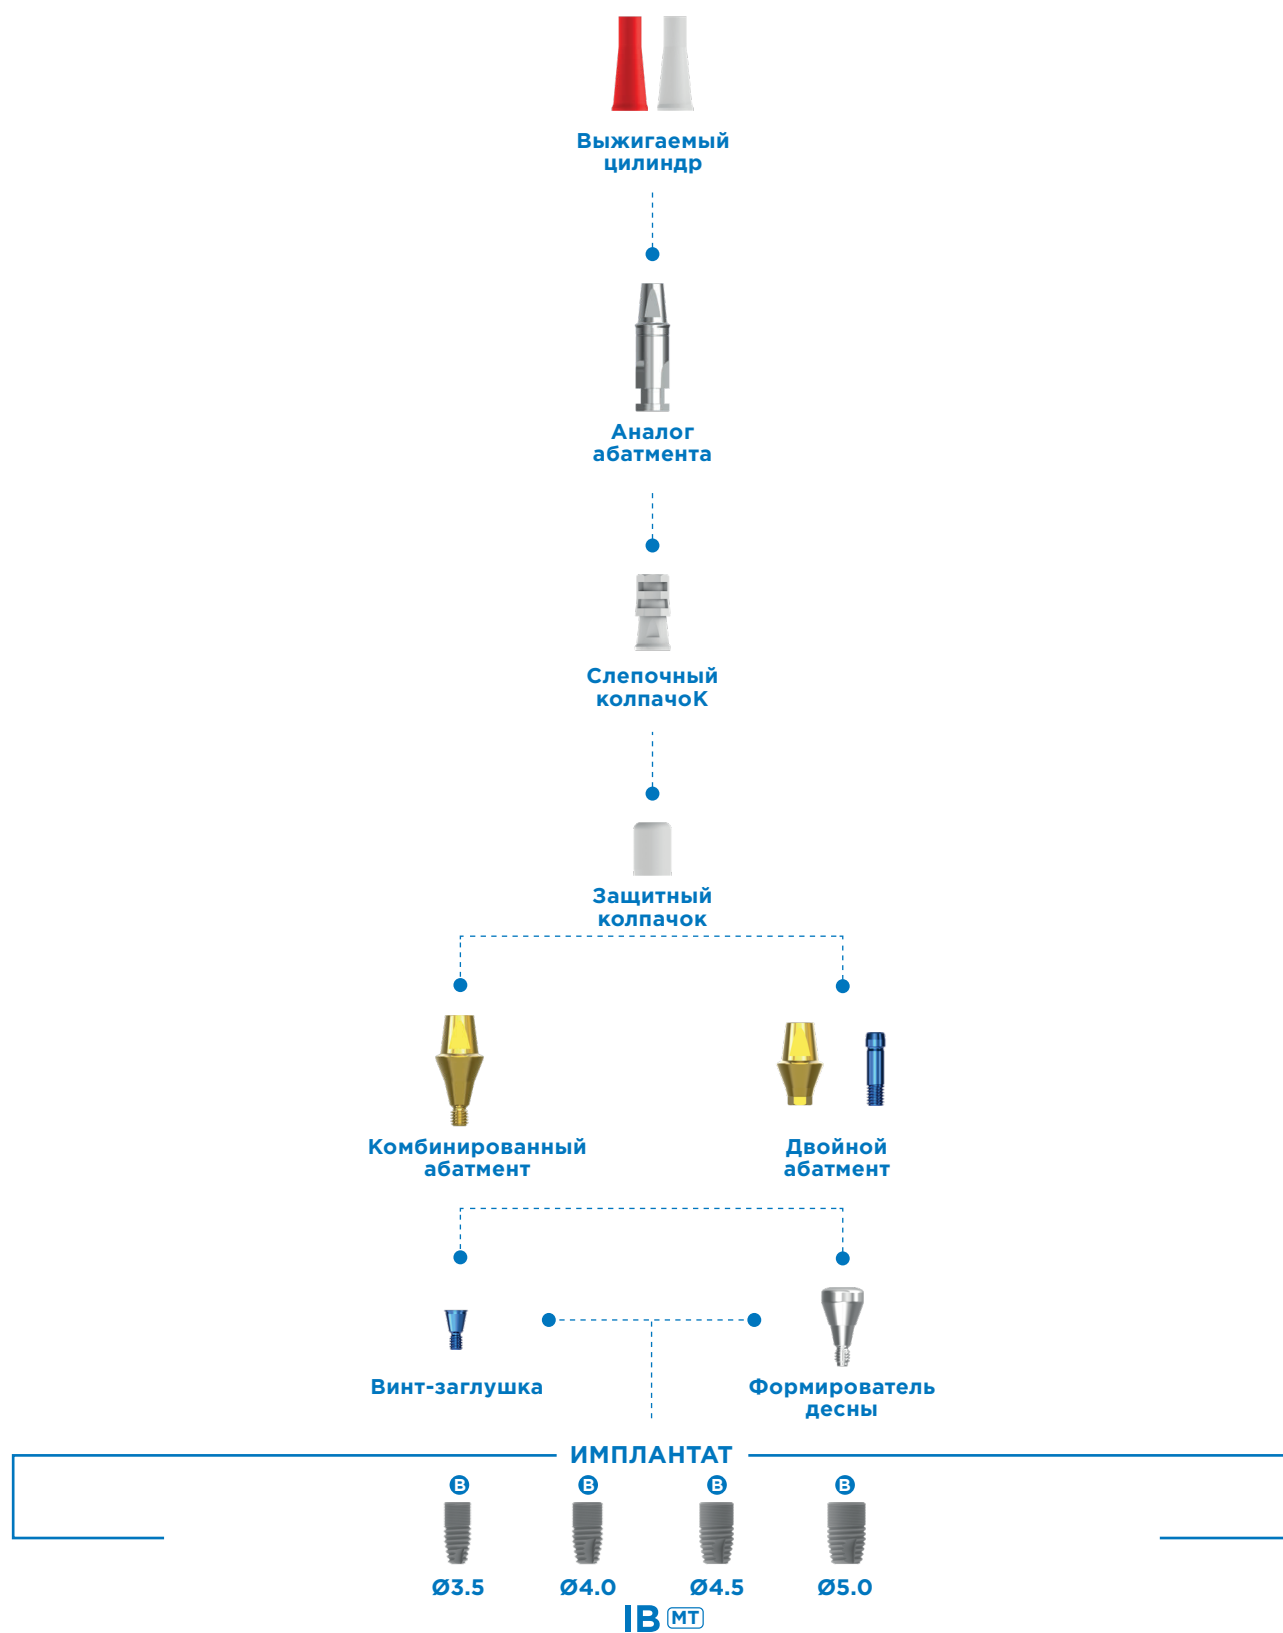 Выжигаемый
цилиндр
Аналог
абатмента
Слепочный
колпачоК
Защитный
колпачок
Комбинированный
абатмент
Двойной
абатмент
Винт-заглушка
Формирователь
десны
ИМПЛАНТАТ
B B B B
Ø3.5 Ø4.0 Ø4.5 Ø5.0
IB MT